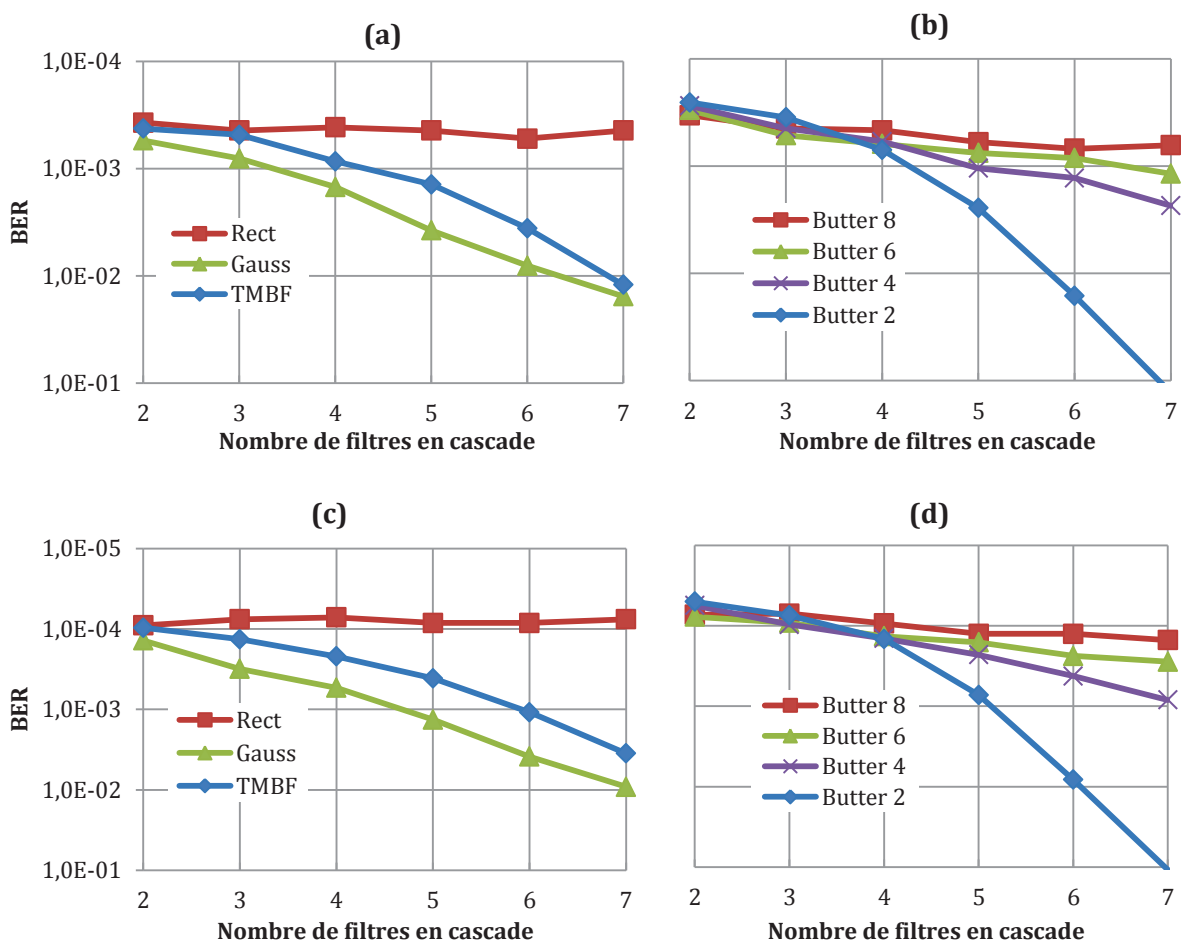 (a)
1,0E-04
1,0E-03
1,0E-02
1,0E-01
BER
Rect
Gauss
TMBF
2 3 4 5 6 7
Nombre de filtres en cascade
(b)
Butter 8
Butter 6
Butter 4
Butter 2
2 3 4 5 6 7
Nombre de filtres en cascade
(c)
1,0E-05
1,0E-04
1,0E-03
1,0E-02
1,0E-01
BER
Rect
Gauss
TMBF
2 3 4 5 6 7
Nombre de filtres en cascade
(d)
Butter 8
Butter 6
Butter 4
Butter 2
2 3 4 5 6 7
Nombre de filtres en cascade